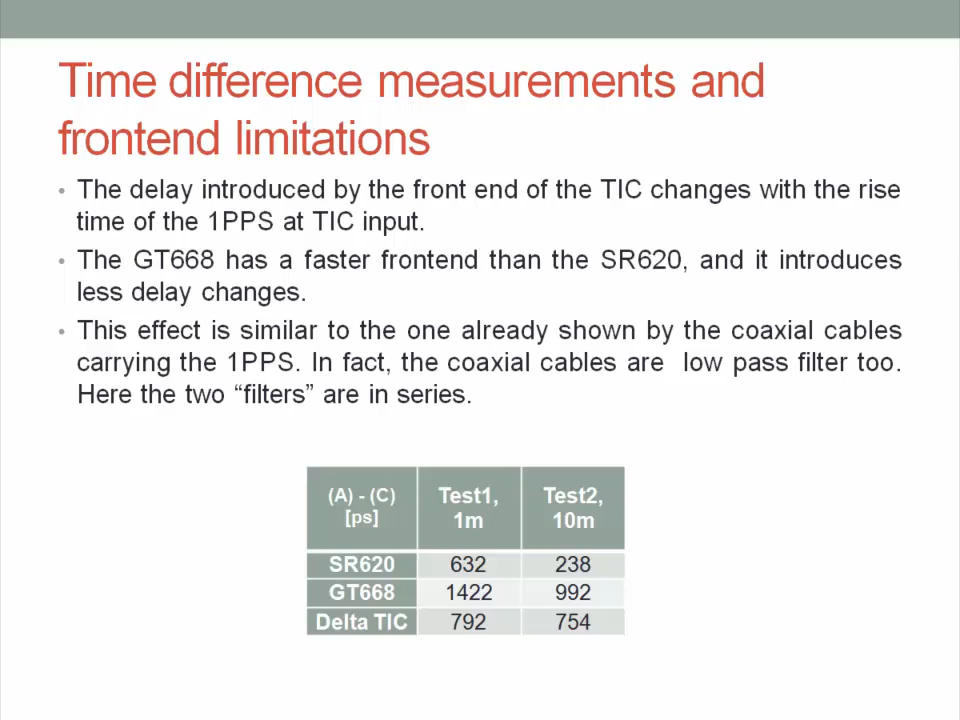 Time difference measurements and
frontend limitations
• The delay introduced by the front end of the TIC changes with the rise
time of the 1PPS at TIC input.
• The GT668 has a faster frontend than the SR620, and it introduces
less delay changes.
• This effect is similar to the one already shown by the coaxial cables
carrying the 1PPS. In fact, the coaxial cables are low pass filter too.
Here the two “filters” are in series.
(A) - (C) [ps] Test1, 1m Test2, 10m
SR620 632 238
GT668 1422 992
Delta TIC 792 754